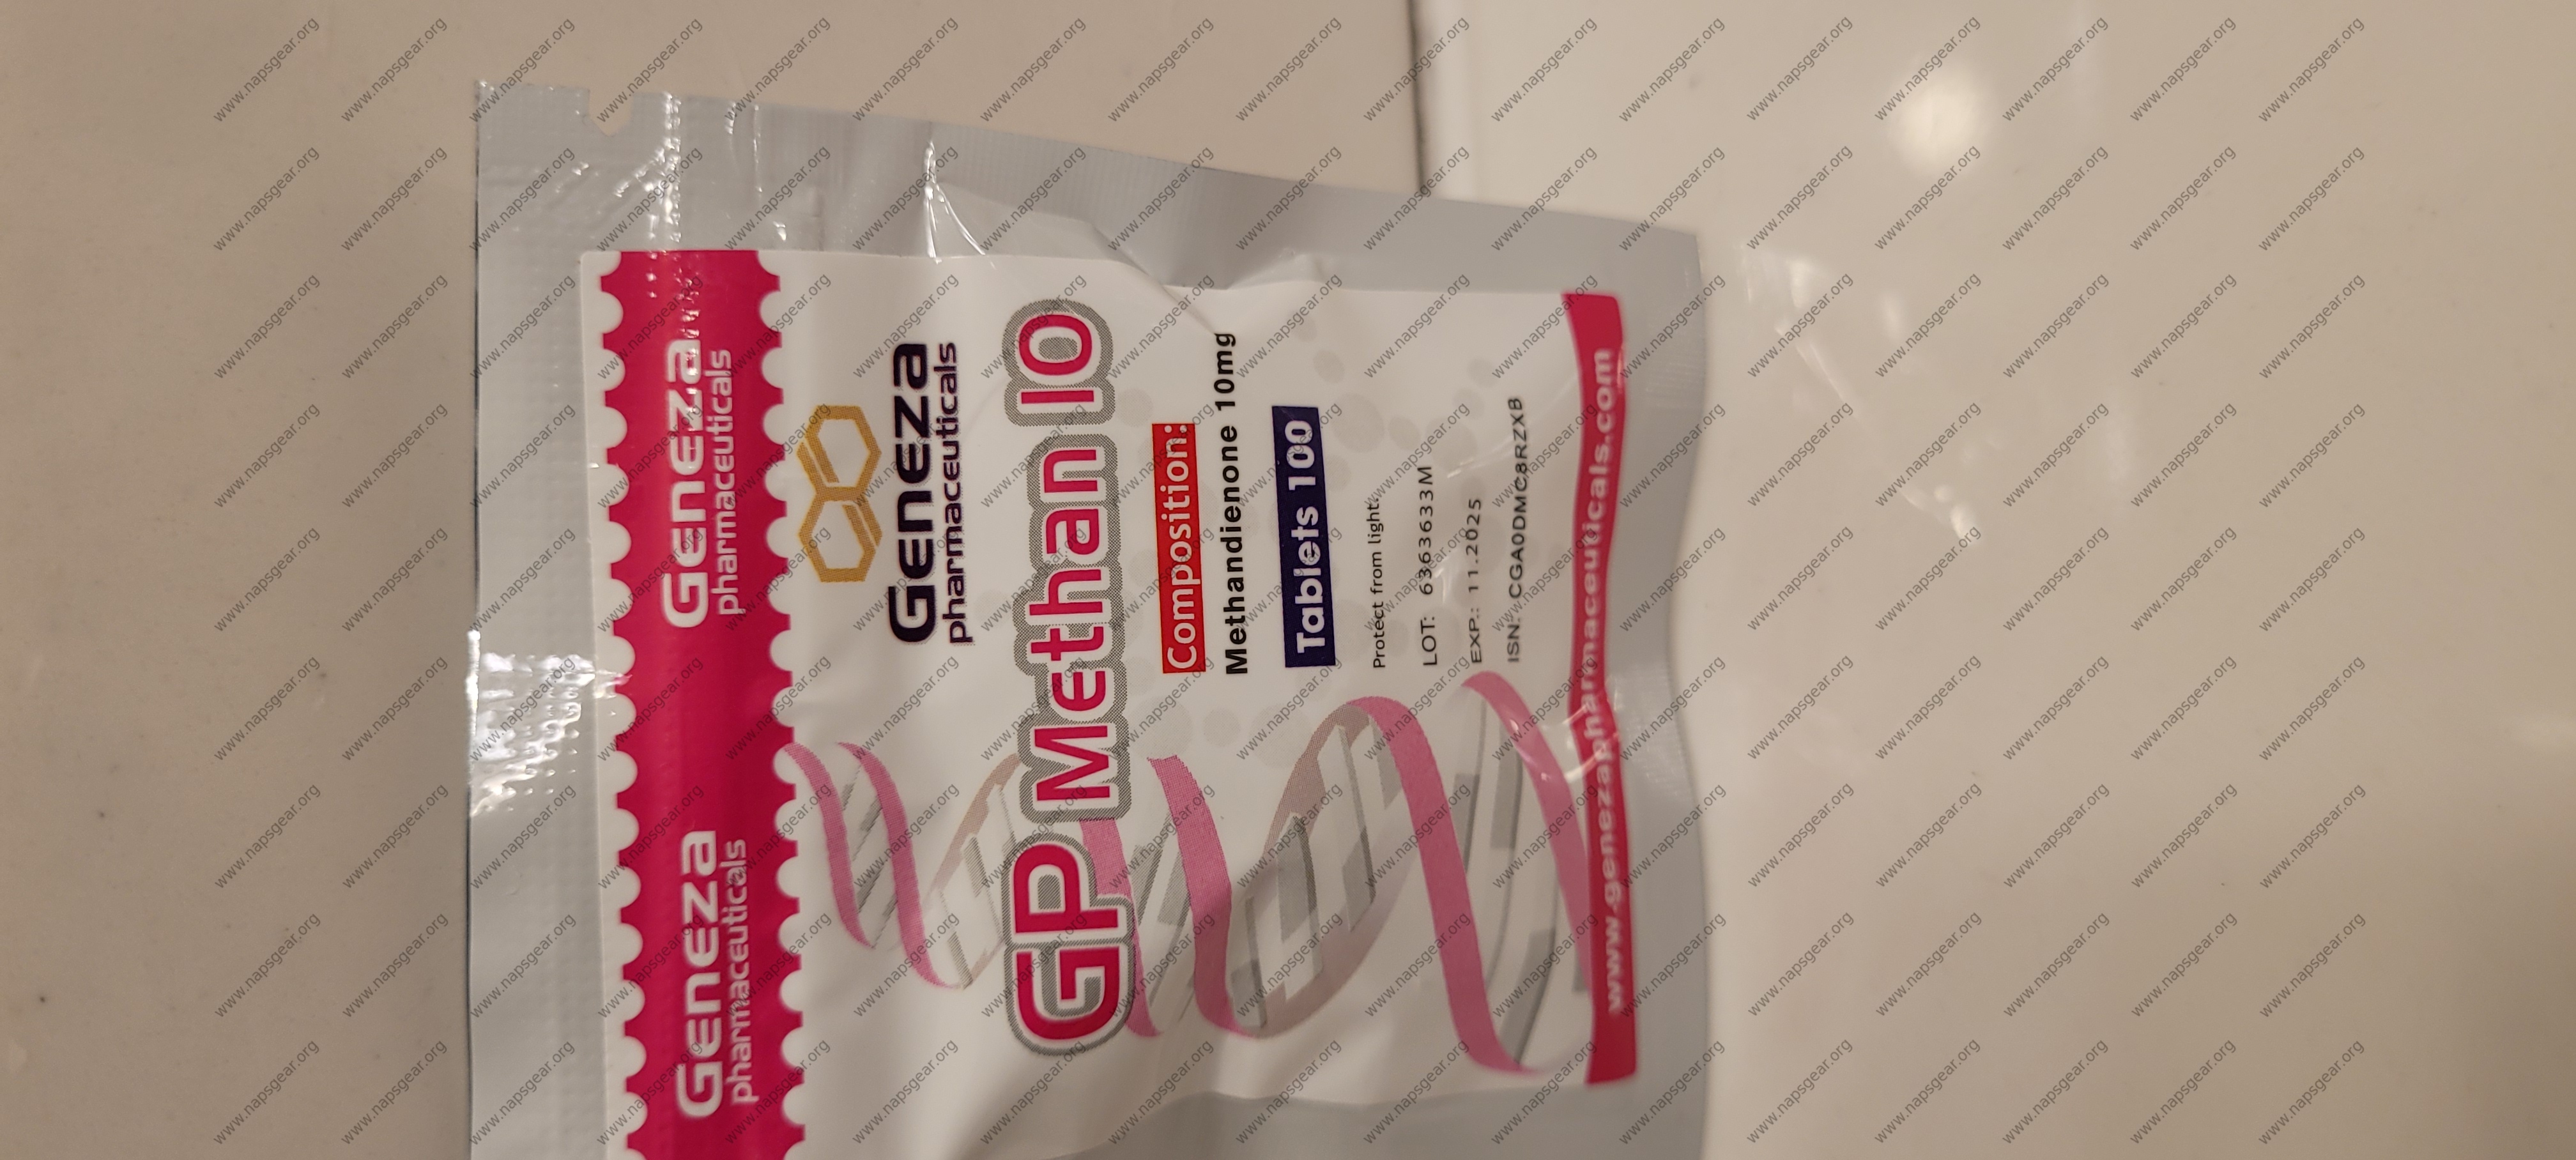 Geneza
pharmaceuticals
Geneza
pharmaceuticals
Geneza
pharmaceuticals
GP Methan 10
Composition:
Methandienone 10mg
Tablets 100
Protect from light.
LOT: 6363633M
EXP.: 11.2025
ISN: CGA0DMC8RZXB
www.genezapharmaceuticals.com
www.napsgear.org